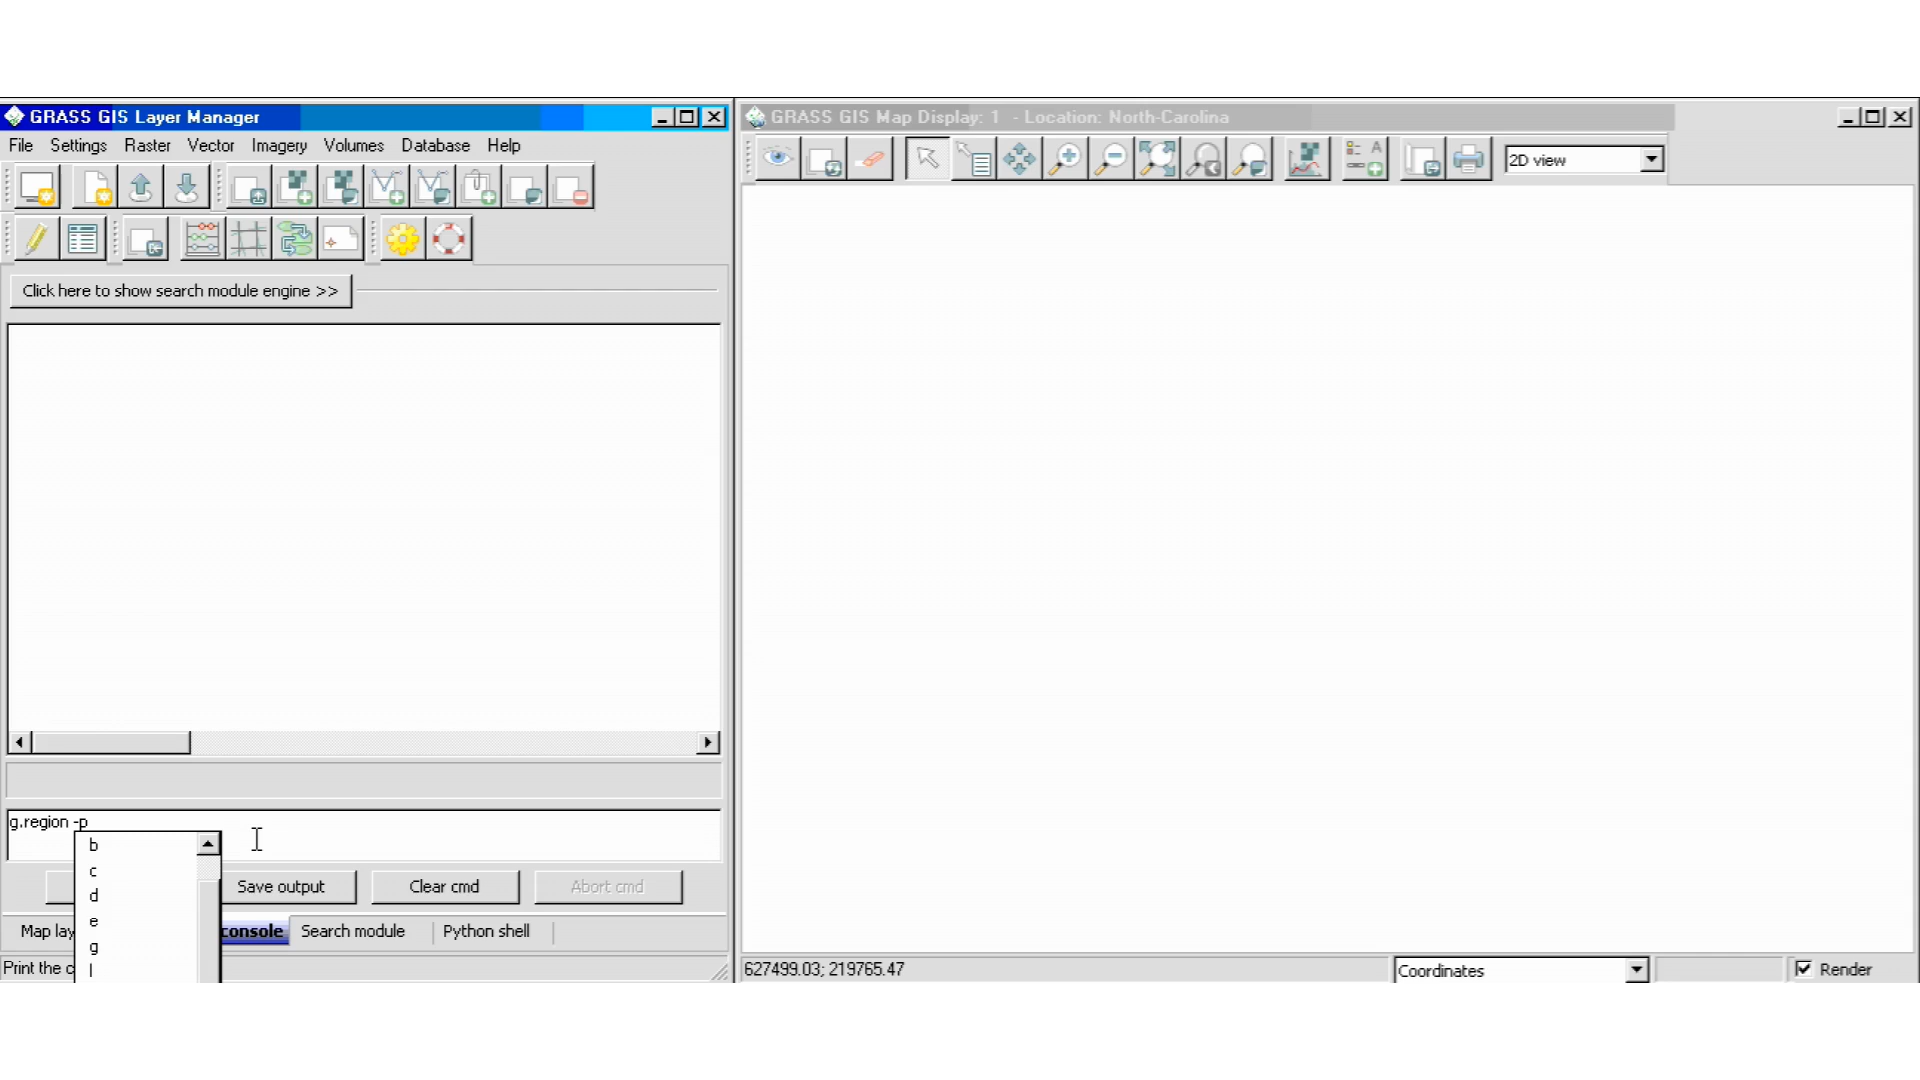 GRASS GIS Layer Manager
File Settings Raster Vector Imagery Volumes Database Help
Click here to show search module engine >>
g.region -p
b
c
d
e
g
l
Save output Clear cmd Abort cmd
Map lay console Search module Python shell
Print the c
GRASS GIS Map Display: 1 - Location: North-Carolina
2D view
627499.03; 219765.47 Coordinates Render